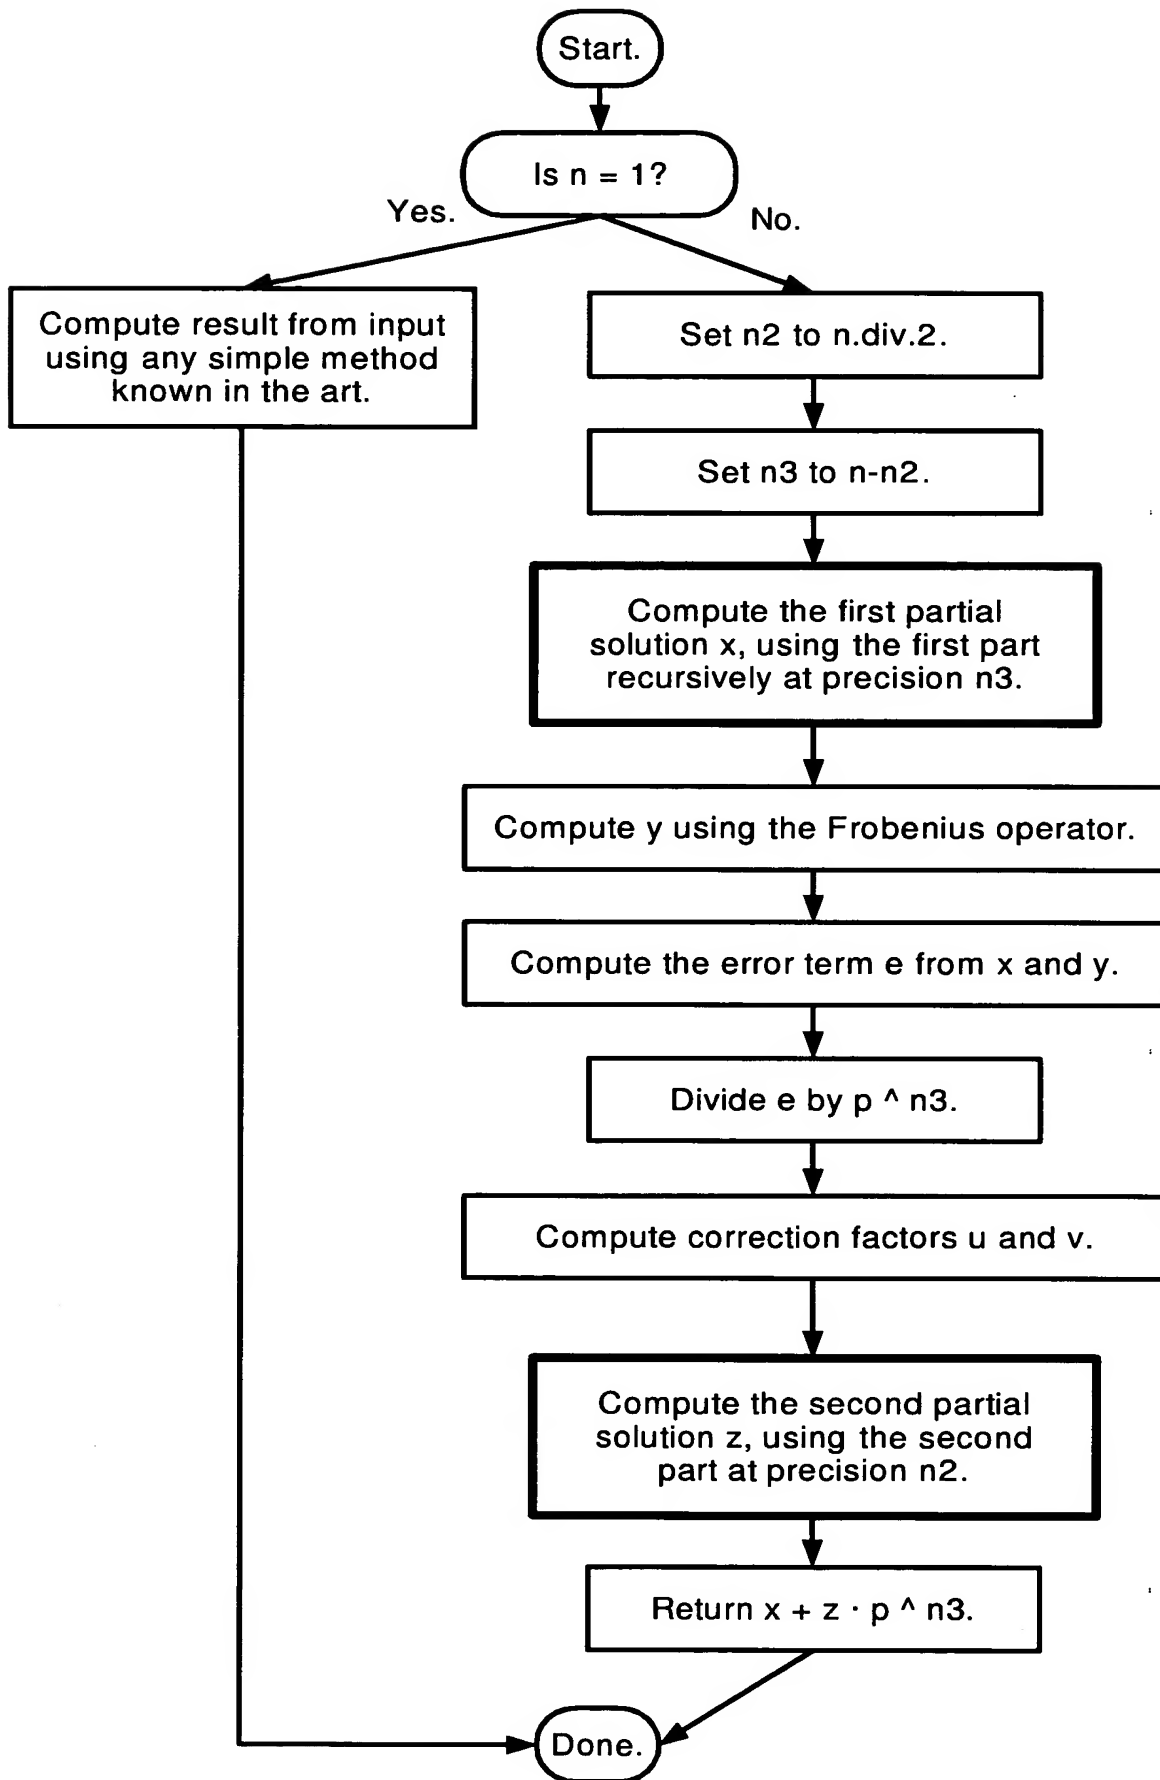 Start.
Is n = 1?
Yes.
No.
Compute result from input
using any simple method
known in the art.
Set n2 to n.div.2.
Set n3 to n-n2.
Compute the first partial
solution x, using the first part
recursively at precision n3.
Compute y using the Frobenius operator.
Compute the error term e from x and y.
Divide e by p ^ n3.
Compute correction factors u and v.
Compute the second partial
solution z, using the second
part at precision n2.
Return x + z · p ^ n3.
Done.